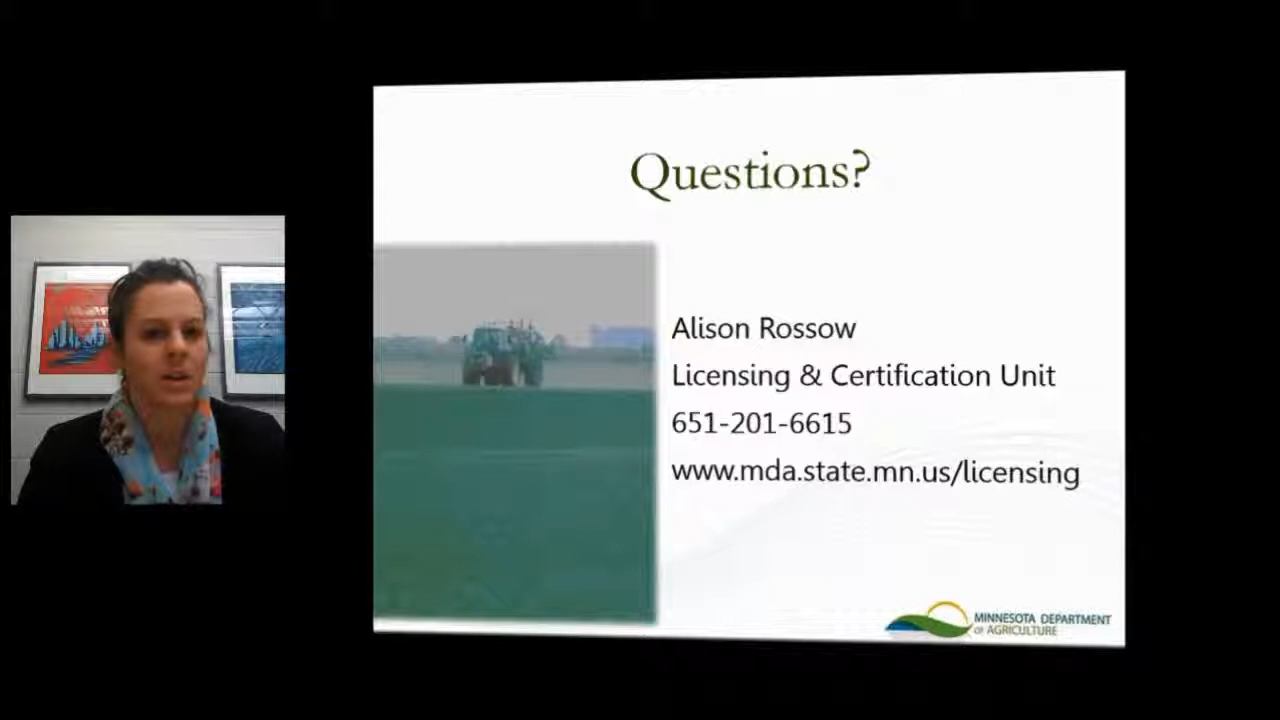 Questions?
Alison Rossow
Licensing & Certification Unit
651-201-6615
www.mda.state.mn.us/licensing
MINNESOTA DEPARTMENT
OF AGRICULTURE